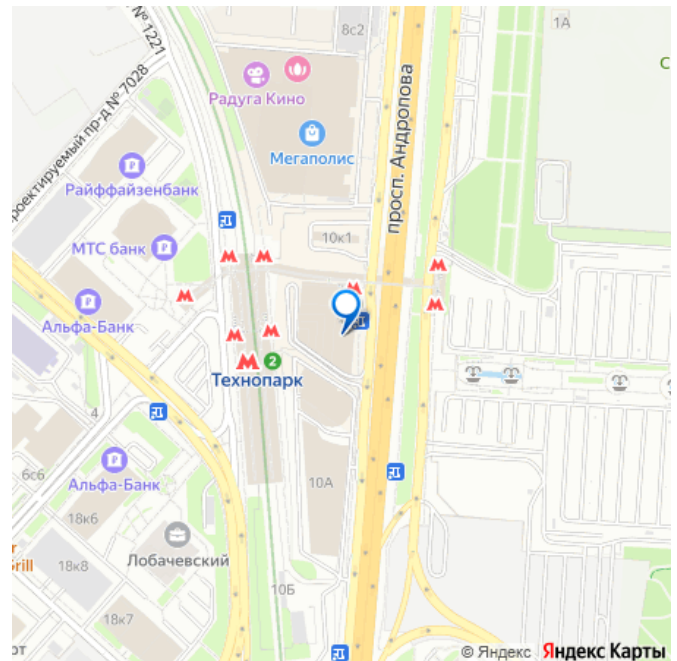 № 1221
8с2
1А
С
Радуга Кино
проектируемый пр-д № 7028
Мегаполис
просп. Андропова
Райффайзенбанк
10к1
МТС банк
Альфа-Банк
2
Технопарк
4
6с6
Альфа-Банк
10А
18к6
Лобачевский
18к8
10Б
18к7
© Яндекс Яндекс Карты